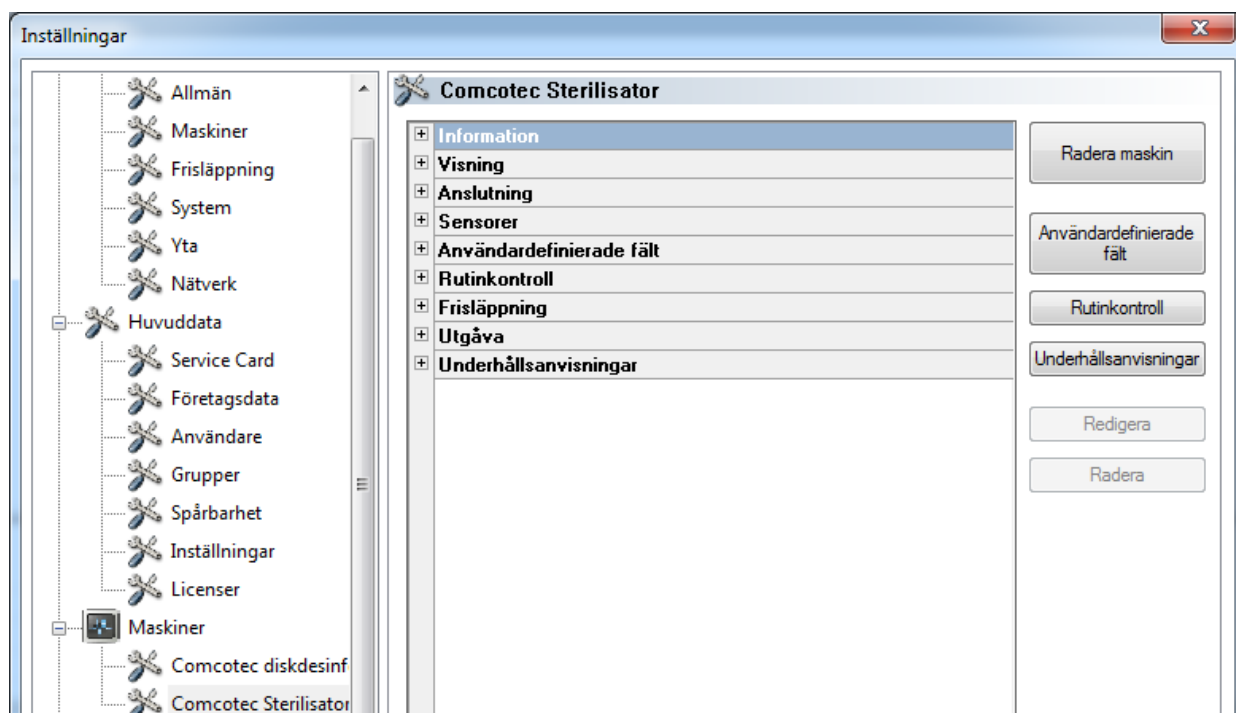 Inställningar
Allmän
Maskiner
Frisläppning
System
Yta
Nätverk
Huvuddata
Service Card
Företagsdata
Användare
Grupper
Spårbarhet
Inställningar
Licenser
Maskiner
Comcotec diskdesinf
Comcotec Sterilisator
Comcotec Sterilisator
Information
Visning
Anslutning
Sensorer
Användardefinierade fält
Rutinkontroll
Frisläppning
Utgåva
Underhållsanvisningar
Radera maskin
Användardefinierade
fält
Rutinkontroll
Underhållsanvisningar
Redigera
Radera